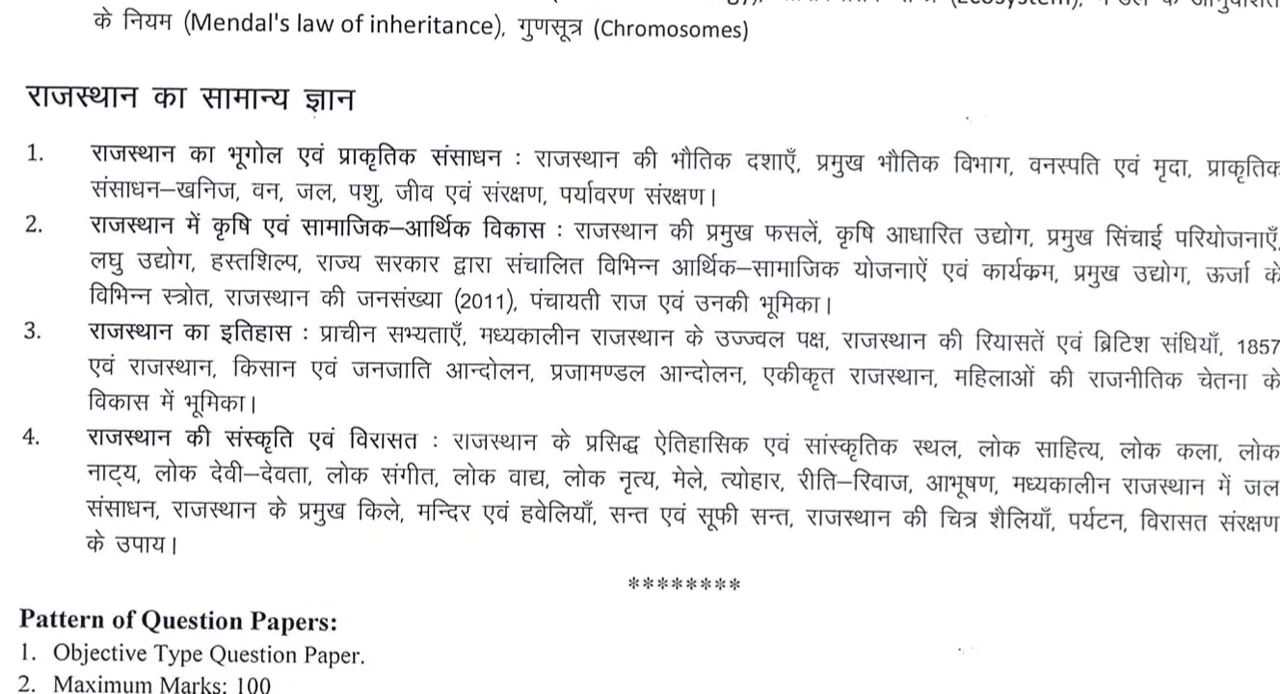 (Ecosystem),
के नियम (Mendal's law of inheritance), गुणसूत्र (Chromosomes)
राजस्थान का सामान्य ज्ञान
1. राजस्थान का भूगोल एवं प्राकृतिक संसाधन : राजस्थान की भौतिक दशाएँ, प्रमुख भौतिक विभाग, वनस्पति एवं मृदा, प्राकृतिक
संसाधन–खनिज, वन, जल, पशु, जीव एवं संरक्षण, पर्यावरण संरक्षण।
2. राजस्थान में कृषि एवं सामाजिक–आर्थिक विकास : राजस्थान की प्रमुख फसलें, कृषि आधारित उद्योग, प्रमुख सिंचाई परियोजनाएँ,
लघु उद्योग, हस्तशिल्प, राज्य सरकार द्वारा संचालित विभिन्न आर्थिक–सामाजिक योजनाऐं एवं कार्यक्रम, प्रमुख उद्योग, ऊर्जा के
विभिन्न स्त्रोत, राजस्थान की जनसंख्या (2011), पंचायती राज एवं उनकी भूमिका।
3. राजस्थान का इतिहास : प्राचीन सभ्यताएँ, मध्यकालीन राजस्थान के उज्ज्वल पक्ष, राजस्थान की रियासतें एवं ब्रिटिश संधियाँ, 1857
एवं राजस्थान, किसान एवं जनजाति आन्दोलन, प्रजामण्डल आन्दोलन, एकीकृत राजस्थान, महिलाओं की राजनीतिक चेतना के
विकास में भूमिका।
4. राजस्थान की संस्कृति एवं विरासत : राजस्थान के प्रसिद्ध ऐतिहासिक एवं सांस्कृतिक स्थल, लोक साहित्य, लोक कला, लोक
नाट्य, लोक देवी–देवता, लोक संगीत, लोक वाद्य, लोक नृत्य, मेले, त्योहार, रीति–रिवाज, आभूषण, मध्यकालीन राजस्थान में जल
संसाधन, राजस्थान के प्रमुख किले, मन्दिर एवं हवेलियाँ, सन्त एवं सूफी सन्त, राजस्थान की चित्र शैलियाँ, पर्यटन, विरासत संरक्षण
के उपाय।
********
Pattern of Question Papers:
1. Objective Type Question Paper.
2. Maximum Marks: 100